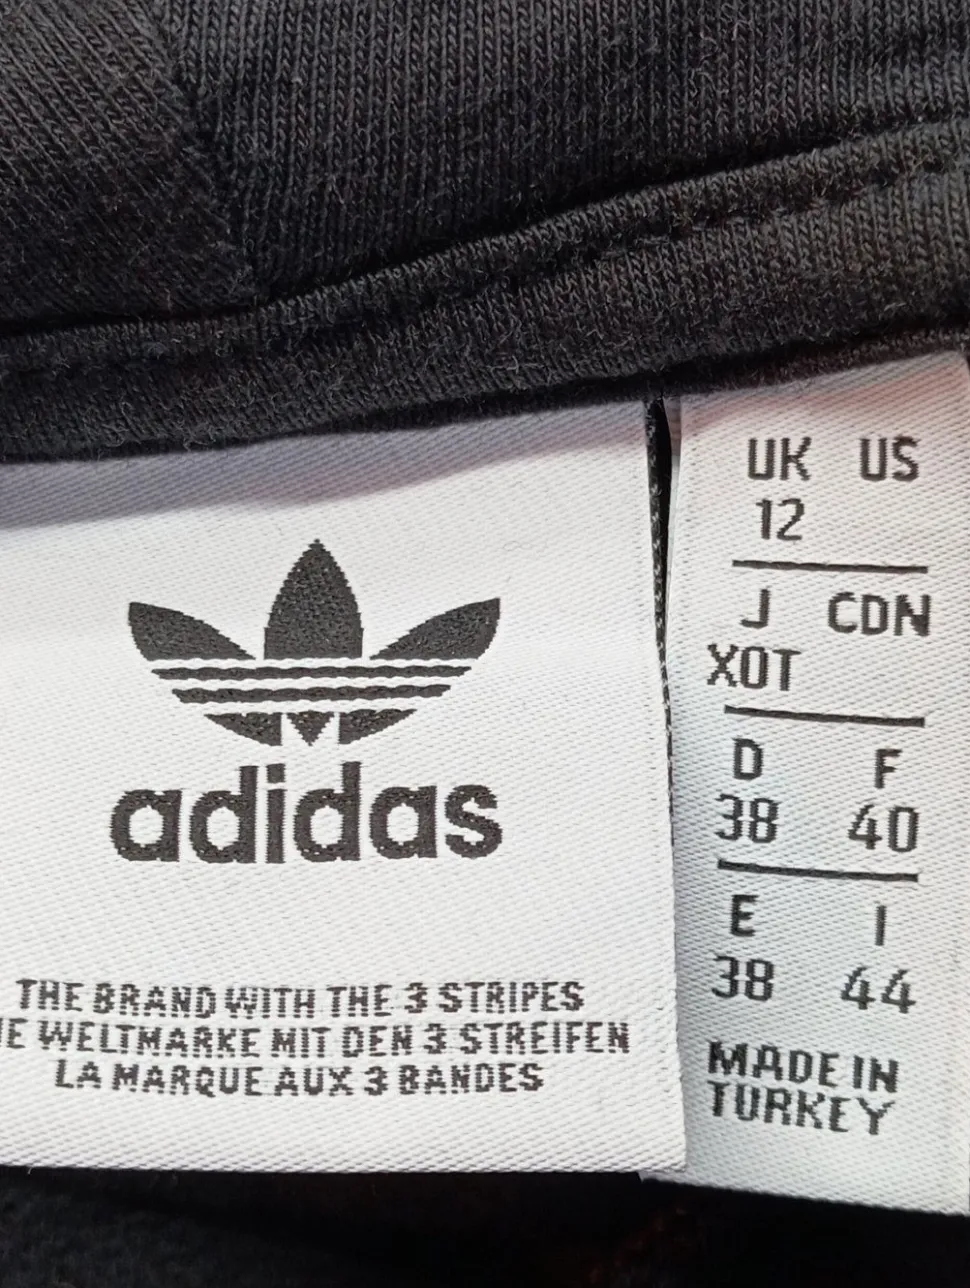 adidas
THE BRAND WITH THE 3 STRIPES
WELTMARKE MIT DEN 3 STREIFEN
LA MARQUE AUX 3 BANDES
UK US
12
J CDN
XOT
D F
38 40
E I
38 44
MADE IN
TURKEY